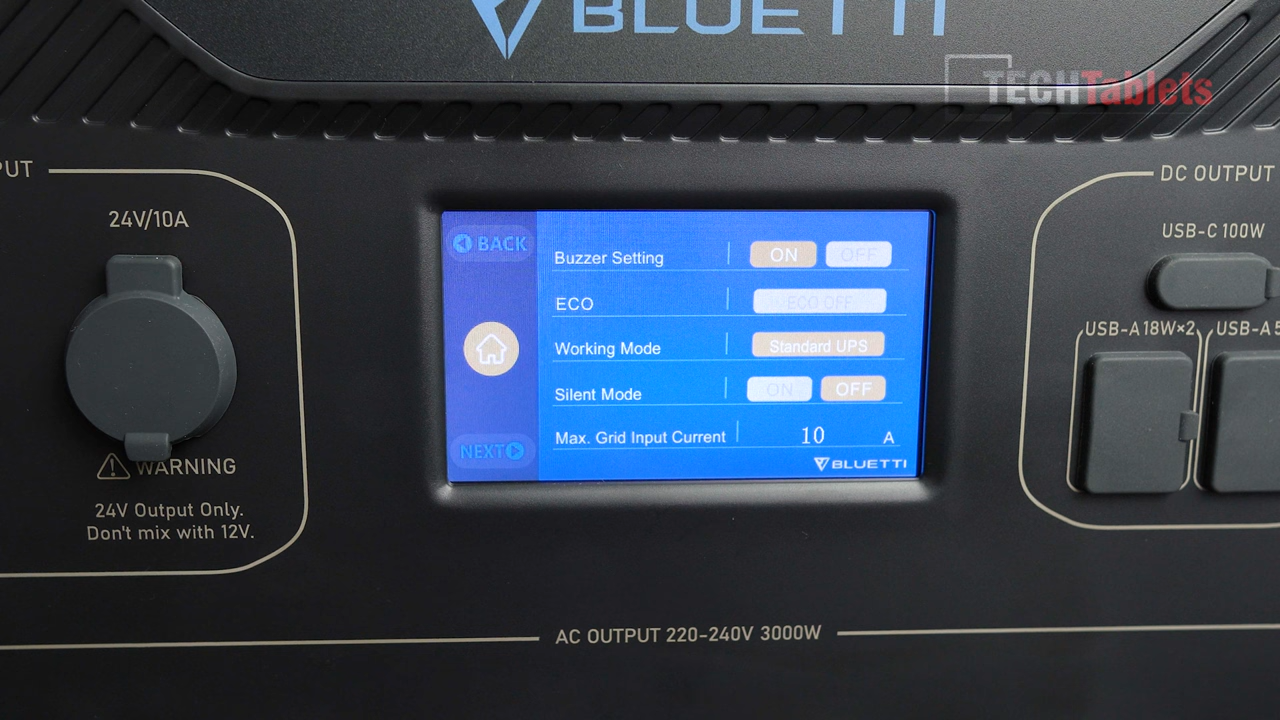 BLUETTI
TECHTablets
PUT
24V/10A
WARNING
24V Output Only.
Don't mix with 12V.
BACK
NEXT
Buzzer Setting ON OFF
ECO ECO OFF
Working Mode Standard UPS
Silent Mode ON OFF
Max. Grid Input Current 10 A
BLUETTI
DC OUTPUT
USB-C 100W
USB-A 18W×2 USB-A 5
AC OUTPUT 220-240V 3000W